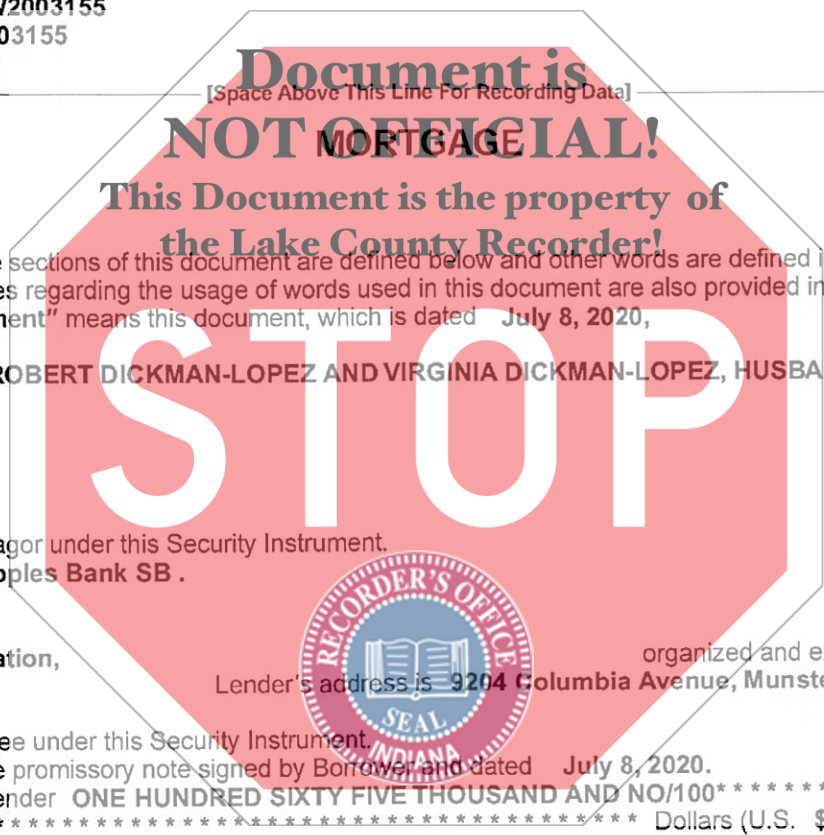 V2003155
03155
Document is
[Space Above This Line For Recording Data]
NOT OFFICIAL!
MORTGAGE
This Document is the property of
the Lake County Recorder!
e sections of this document are defined below and other words are defined i
es regarding the usage of words used in this document are also provided in
nent" means this document, which is dated July 8, 2020,
ROBERT DICKMAN-LOPEZ AND VIRGINIA DICKMAN-LOPEZ, HUSBA
STOP
agor under this Security Instrument.
oples Bank SB .
RECORDER'S OFFICE
SEAL
INDIANA
ation,
organized and e
Lender's address is 9204 Columbia Avenue, Munste
ee under this Security Instrument.
e promissory note signed by Borrower and dated July 8, 2020.
ender ONE HUNDRED SIXTY FIVE THOUSAND AND NO/100* * * * * * *
* * * * * * * * * * * * * * * * * * * * * * * * * * * * * * * * * * * Dollars (U.S. $